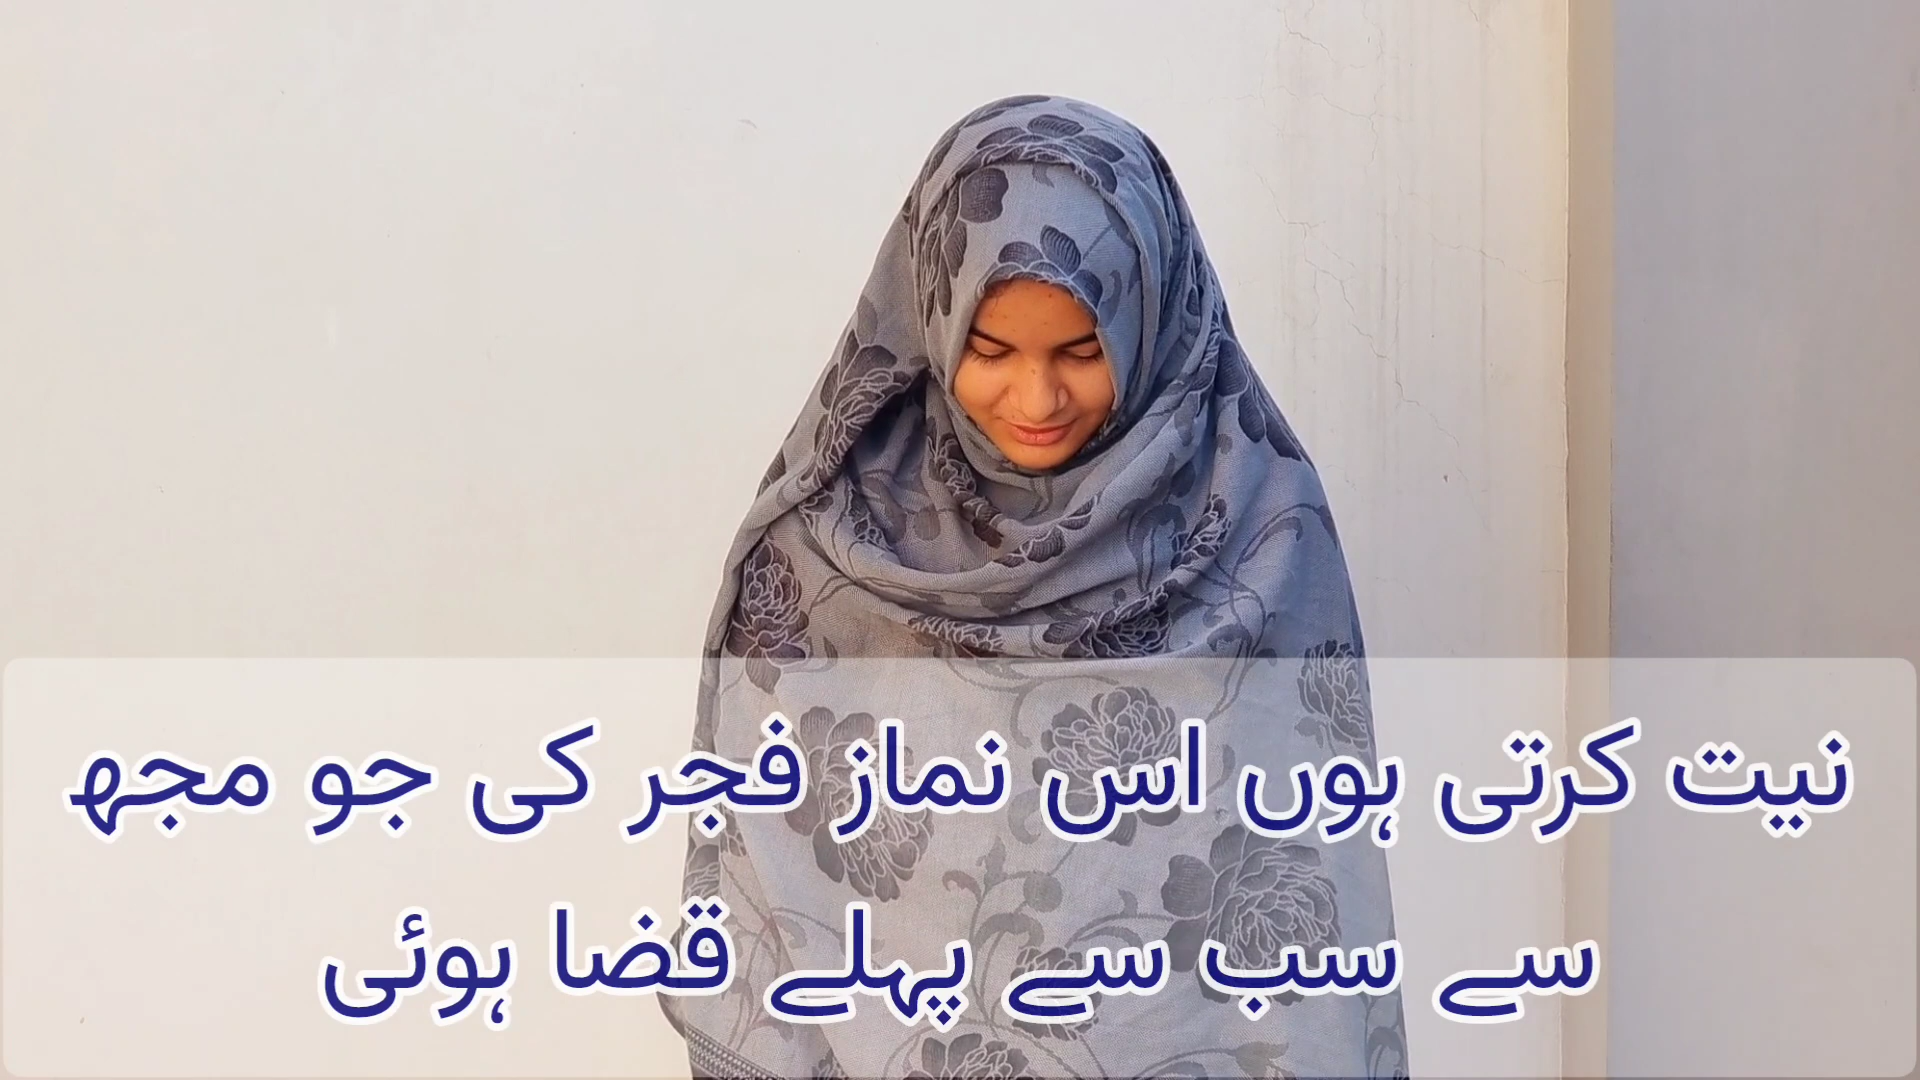 نیت کرتی ہوں اس نماز فجر کی جو مجھ
سے سب سے پہلے قضا ہوئی